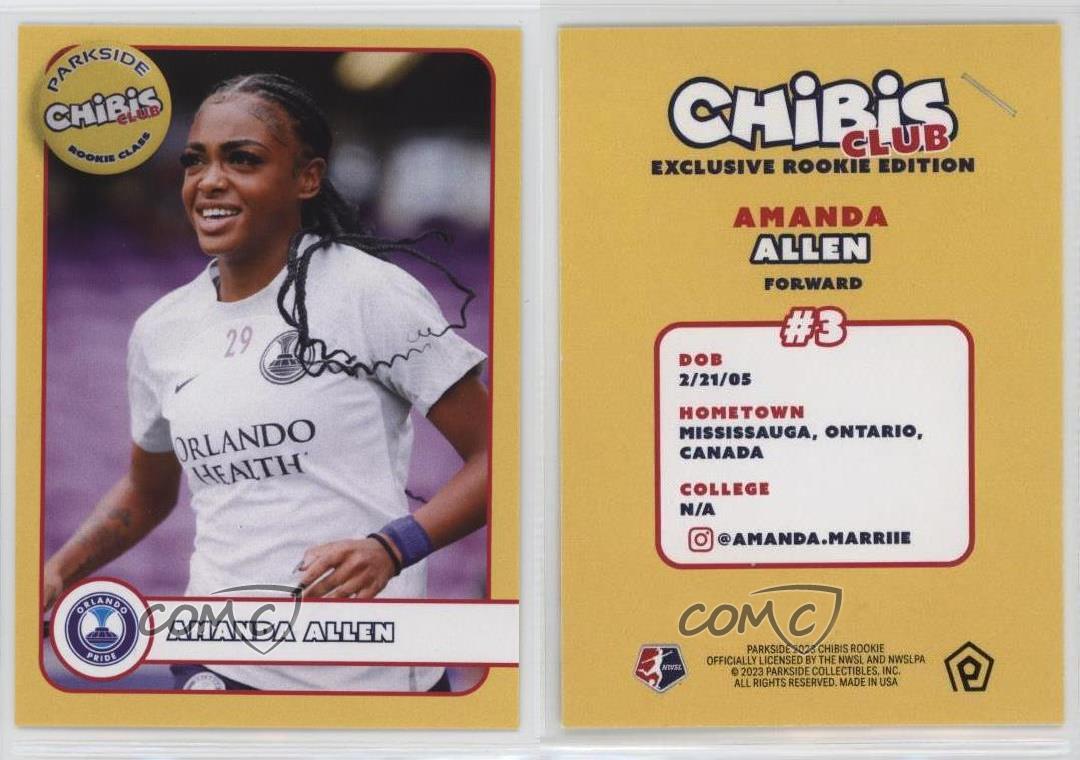 PARKSIDE
CHiBiS
CLUB
ROOKIE CLASS
29
ORLANDO
HEALTH
ORLANDO
PRIDE
AMANDA ALLEN
COMC
CHiBiS
CLUB
EXCLUSIVE ROOKIE EDITION
AMANDA
ALLEN
FORWARD
#3
DOB
2/21/05
HOMETOWN
MISSISSAUGA, ONTARIO,
CANADA
COLLEGE
N/A
@AMANDA.MARRIIE
COMC
NWSL
PARKSIDE 2023 CHIBIS ROOKIE
OFFICIALLY LICENSED BY THE NWSL AND NWSLPA
© 2023 PARKSIDE COLLECTIBLES, INC.
ALL RIGHTS RESERVED. MADE IN USA